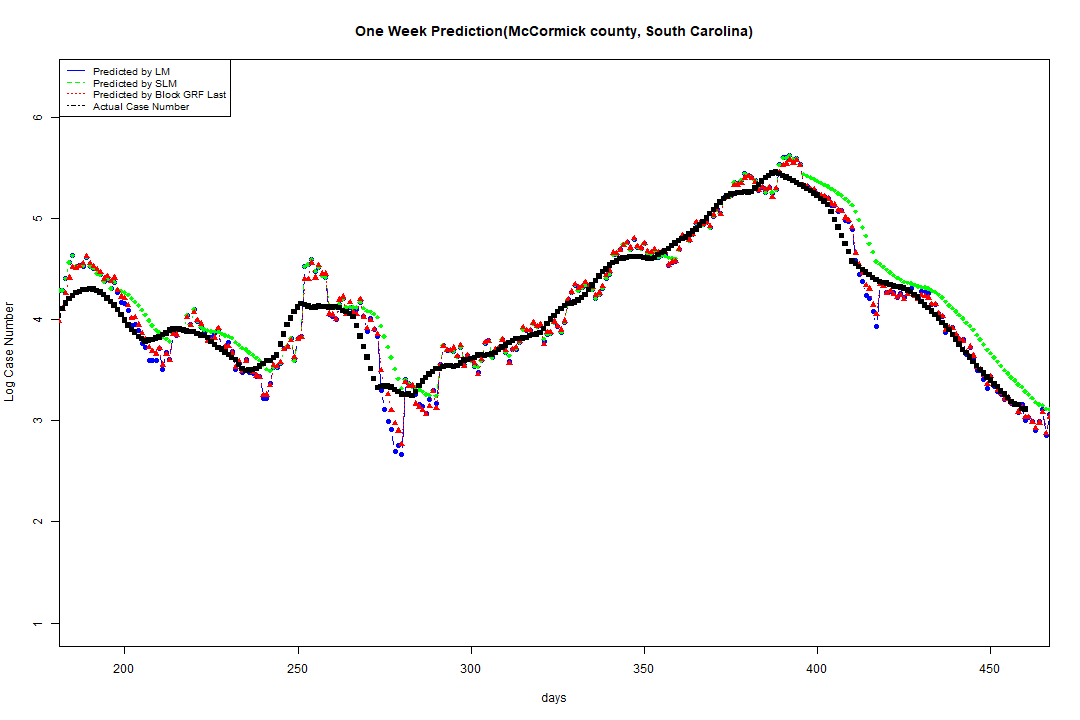 One Week Prediction(McCormick county, South Carolina)
Predicted by LM
Predicted by SLM
Predicted by Block GRF Last
Actual Case Number
Log Case Number
6
5
4
3
2
1
200 250 300 350 400 450
days